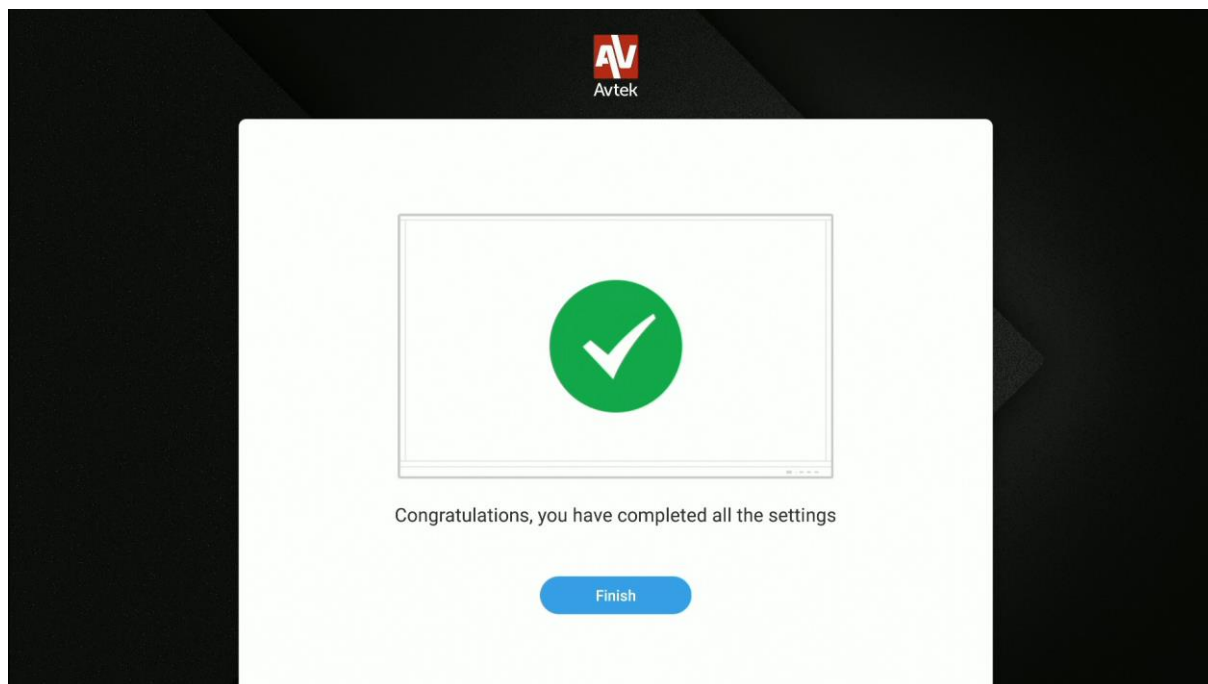 AV
Avtek
Congratulations, you have completed all the settings
Finish